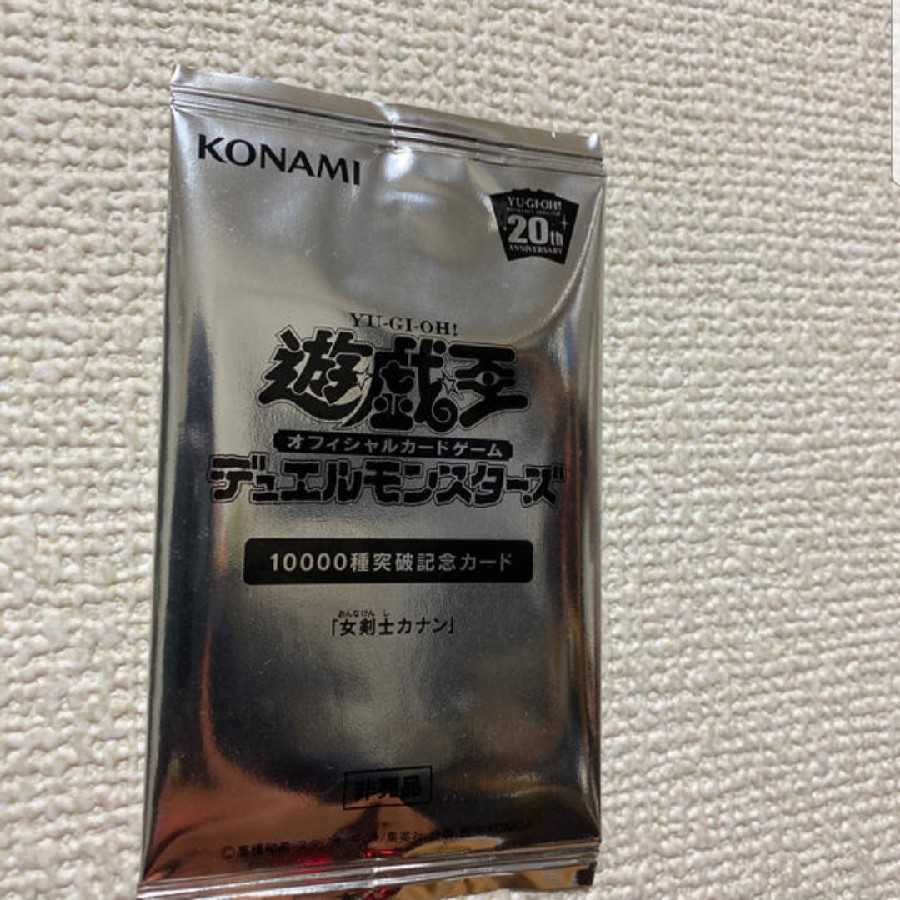 KONAMI
YU-GI-OH!
20th
ANNIVERSARY
YU-GI-OH!
遊☆戯☆王
オフィシャルカードゲーム
デュエルモンスターズ
10000種突破記念カード
おんなけんし
「女剣士カナン」
非売品